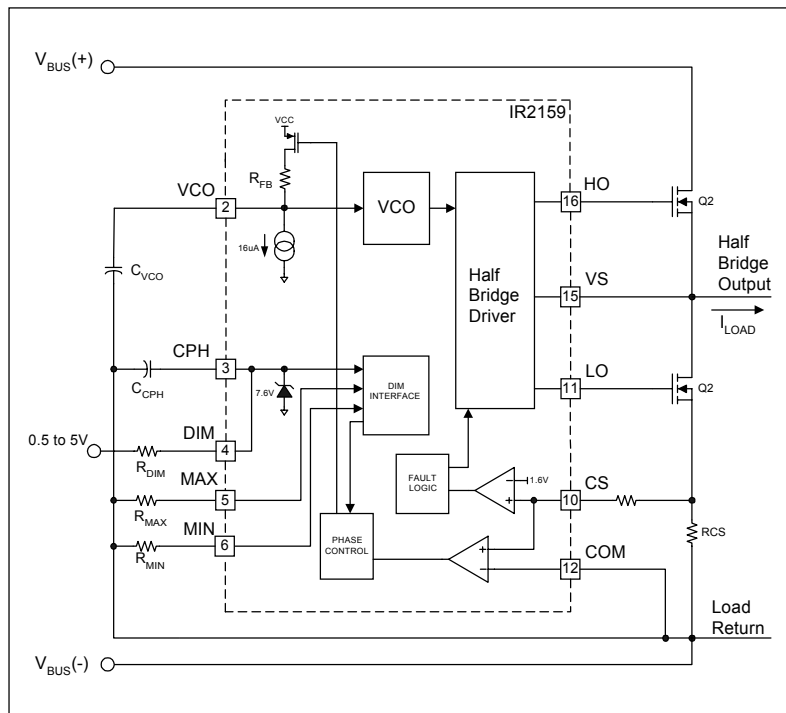 V_BUS(+)
IR2159
VCC
R_FB
VCO
2
VCO
HO
16
Q2
16uA
C_VCO
Half
Bridge
Driver
VS
15
Half
Bridge
Output
I_LOAD
CPH
3
C_CPH
7.6V
DIM
INTERFACE
LO
11
Q2
0.5 to 5V
DIM
4
R_DIM
MAX
5
R_MAX
FAULT
LOGIC
1.6V
+
CS
10
RCS
MIN
6
R_MIN
PHASE
CONTROL
+
COM
12
Load
Return
V_BUS(-)